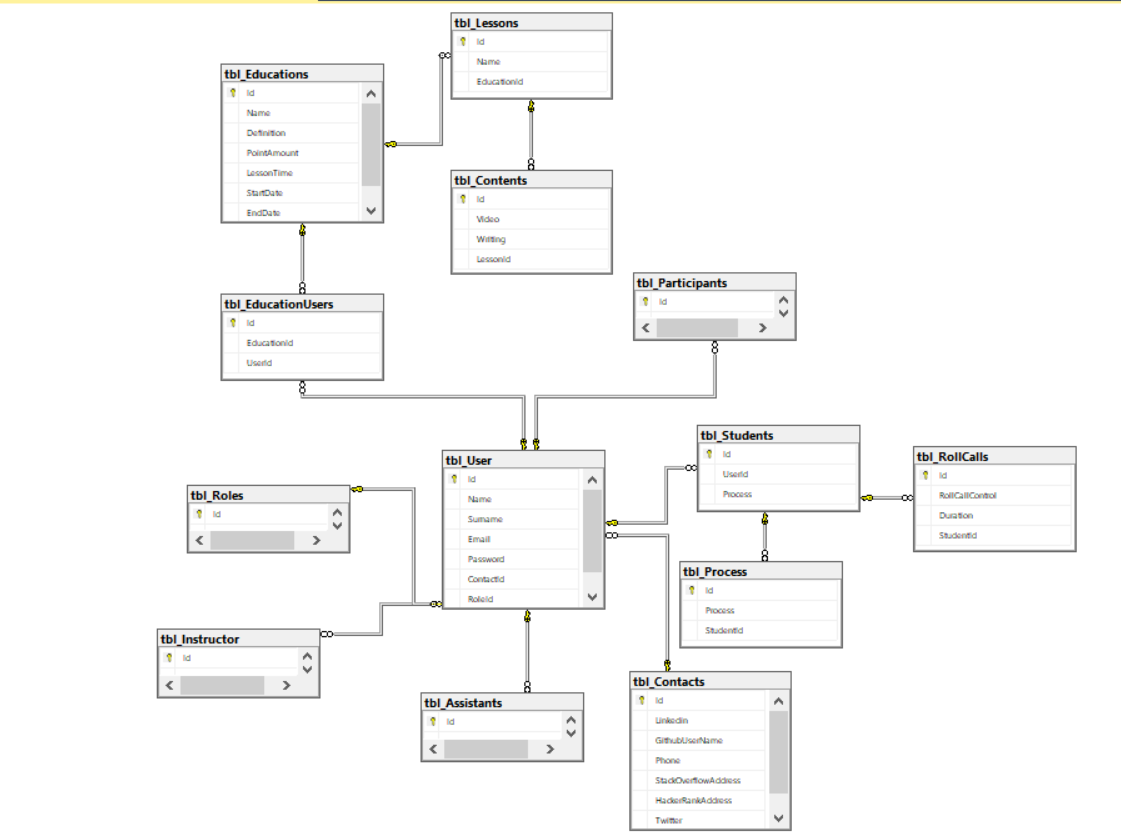 tbl_Lessons
Id
Name
EducationId
tbl_Educations
Id
Name
Definition
PointAmount
LessonTime
StartDate
EndDate
tbl_Contents
Id
Video
Writing
LessonId
tbl_Participants
Id
tbl_EducationUsers
Id
EducationId
UserId
tbl_Students
Id
UserId
Process
tbl_RollCalls
Id
RollCallControl
Duration
StudentId
tbl_User
Id
Name
Surname
Email
Password
ContactId
RoleId
tbl_Roles
Id
tbl_Process
Id
Process
StudentId
tbl_Instructor
Id
tbl_Assistants
Id
tbl_Contacts
Id
Linkedin
GithubUserName
Phone
StackOverflowAddress
HackerRankAddress
Twitter